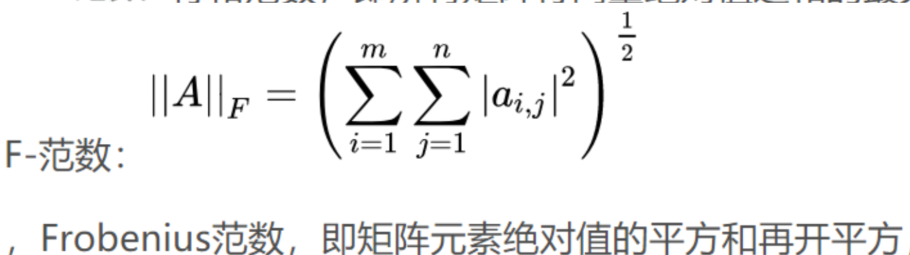 ||A||_F = (∑_{i=1}^{m} ∑_{j=1}^{n} |a_{i,j}|^2)^{1/2}
F-范数：
，Frobenius范数，即矩阵元素绝对值的平方和再开平方，